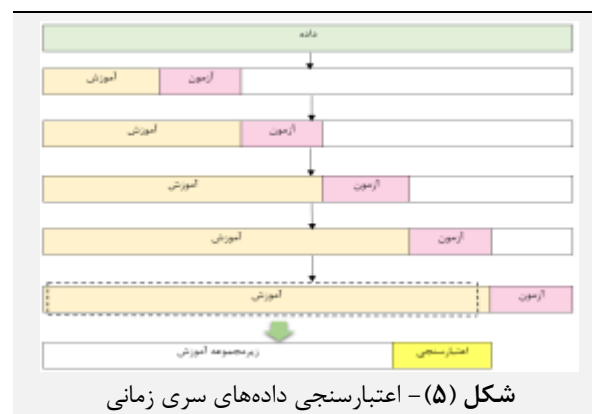 داده
آموزش آزمون
آموزش آزمون
آموزش آزمون
آموزش آزمون
آموزش آزمون
زیرمجموعه آموزش اعتبارسنجی
شکل (۵)- اعتبارسنجی داده‌های سری زمانی